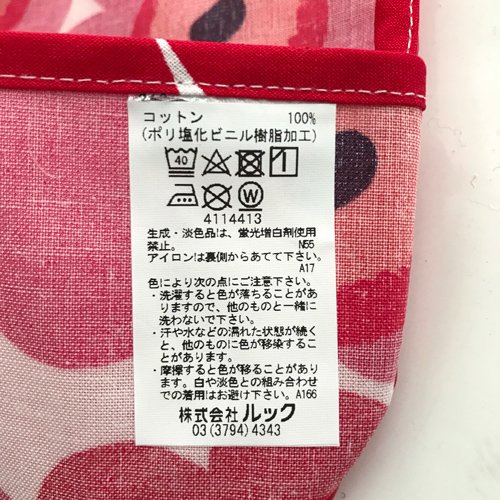 コットン 100%
(ポリ塩化ビニル樹脂加工)
40
W
4114413
生成・淡色品は、蛍光増白剤使用
禁止。 N55
アイロンは裏側からあてて下さい。
A17
色により次の点にご注意下さい。
・洗濯すると色が落ちることがあ
りますので、他のものと一緒に
洗わないで下さい。
・汗や水などの濡れた状態が続く
と、他のものに色が移染するこ
とがあります。
・摩擦すると色が移ることがあり
ます。白や淡色との組み合わせ
での着用はお避け下さい。A166
株式会社 ルック
03(3794)4343